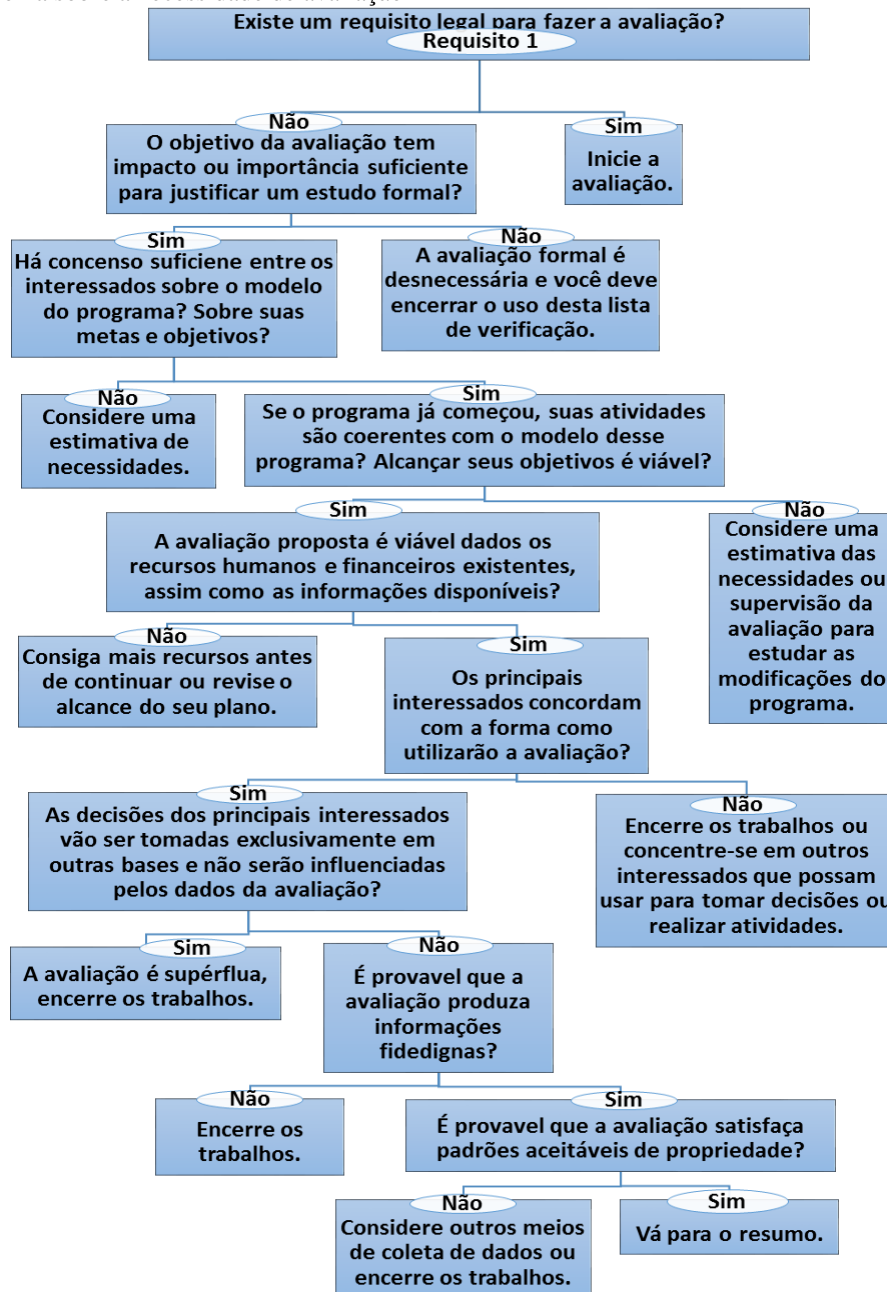 Existe um requisito legal para fazer a avaliação?
Requisito 1
Não
O objetivo da avaliação tem
impacto ou importância suficiente
para justificar um estudo formal?
Sim
Inicie a
avaliação.
Sim
Há concenso suficiene entre os
interessados sobre o modelo
do programa? Sobre suas
metas e objetivos?
Não
A avaliação formal é
desnecessária e você deve
encerrar o uso desta lista
de verificação.
Não
Considere uma
estimativa de
necessidades.
Sim
Se o programa já começou, suas atividades
são coerentes com o modelo desse
programa? Alcançar seus objetivos é viável?
Sim
A avaliação proposta é viável dados os
recursos humanos e financeiros existentes,
assim como as informações disponíveis?
Não
Considere uma
estimativa das
necessidades ou
supervisão da
avaliação para
estudar as
modificações do
programa.
Não
Consiga mais recursos antes
de continuar ou revise o
alcance do seu plano.
Sim
Os principais
interessados concordam
com a forma como
utilizarão a avaliação?
Sim
As decisões dos principais interessados
vão ser tomadas exclusivamente em
outras bases e não serão influenciadas
pelos dados da avaliação?
Não
Encerre os trabalhos ou
concentre-se em outros
interessados que possam
usar para tomar decisões ou
realizar atividades.
Sim
A avaliação é supérflua,
encerre os trabalhos.
Não
É provavel que a
avaliação produza
informações
fidedignas?
Não
Encerre os
trabalhos.
Sim
É provavel que a avaliação satisfaça
padrões aceitáveis de propriedade?
Não
Considere outros meios
de coleta de dados ou
encerre os trabalhos.
Sim
Vá para o resumo.